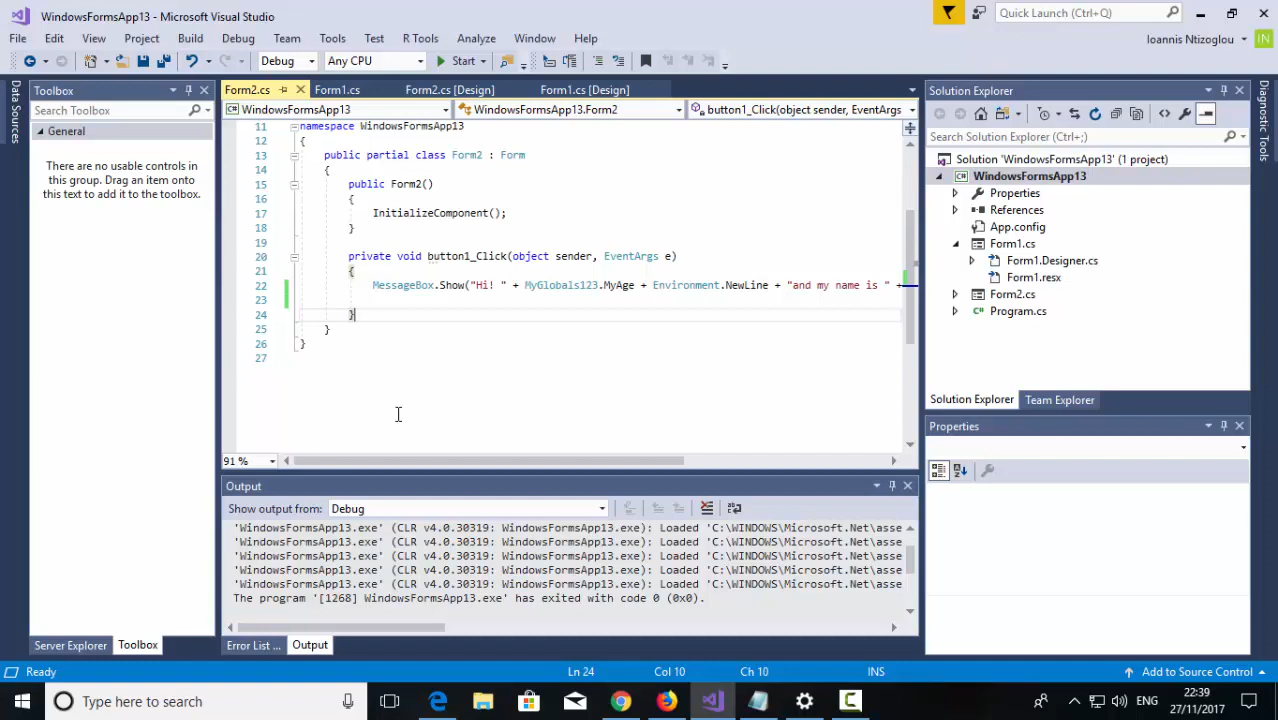 WindowsFormsApp13 - Microsoft Visual Studio
Quick Launch (Ctrl+Q)
File Edit View Project Build Debug Team Tools Test R Tools Analyze Window Help
Ioannis Ntizoglou IN
Debug Any CPU Start
Data Sources
Toolbox
Search Toolbox
General
There are no usable controls in
this group. Drag an item onto
this text to add it to the toolbox.
Server Explorer Toolbox
Form2.cs Form1.cs Form2.cs [Design] Form1.cs [Design]
WindowsFormsApp13 WindowsFormsApp13.Form2 button1_Click(object sender, EventArgs
11 namespace WindowsFormsApp13
12 {
13 public partial class Form2 : Form
14 {
15 public Form2()
16 {
17 InitializeComponent();
18 }
19
20 private void button1_Click(object sender, EventArgs e)
21 {
22 MessageBox.Show("Hi! " + MyGlobals123.MyAge + Environment.NewLine + "and my name is " +
23
24 }
25 }
26 }
27
91 %
Output
Show output from: Debug
'WindowsFormsApp13.exe' (CLR v4.0.30319: WindowsFormsApp13.exe): Loaded 'C:\WINDOWS\Microsoft.Net\asse
'WindowsFormsApp13.exe' (CLR v4.0.30319: WindowsFormsApp13.exe): Loaded 'C:\WINDOWS\Microsoft.Net\asse
'WindowsFormsApp13.exe' (CLR v4.0.30319: WindowsFormsApp13.exe): Loaded 'C:\WINDOWS\Microsoft.Net\asse
'WindowsFormsApp13.exe' (CLR v4.0.30319: WindowsFormsApp13.exe): Loaded 'C:\WINDOWS\Microsoft.Net\asse
'WindowsFormsApp13.exe' (CLR v4.0.30319: WindowsFormsApp13.exe): Loaded 'C:\WINDOWS\Microsoft.Net\asse
The program '[1268] WindowsFormsApp13.exe' has exited with code 0 (0x0).
Error List ... Output
Solution Explorer
Search Solution Explorer (Ctrl+;)
Solution 'WindowsFormsApp13' (1 project)
WindowsFormsApp13
Properties
References
App.config
Form1.cs
Form1.Designer.cs
Form1.resx
Form2.cs
Program.cs
Solution Explorer Team Explorer
Properties
Diagnostic Tools
Ready Ln 24 Col 10 Ch 10 INS Add to Source Control
Type here to search
ENG
22:39
27/11/2017